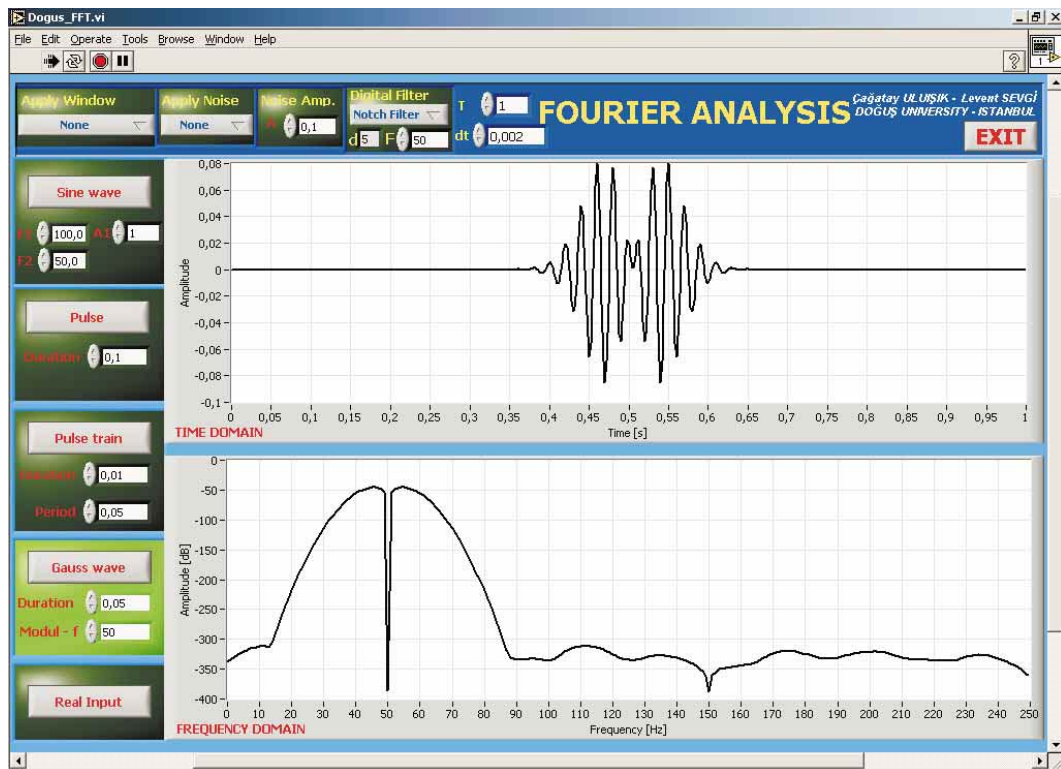 Dogus_FFT.vi
File Edit Operate Tools Browse Window Help
1
Apply Window
None
Apply Noise
None
Noise Amp.
A 0,1
Digital Filter
Notch Filter
d 5 F 50
T 1
dt 0,002
FOURIER ANALYSIS
Çağatay ULUIŞIK - Levent SEVGİ
DOĞUŞ UNIVERSITY - ISTANBUL
EXIT
Sine wave
F1 100,0 A1 1
F2 50,0
Pulse
Duration 0,1
Pulse train
Duration 0,01
Period 0,05
Gauss wave
Duration 0,05
Modul - f 50
Real Input
Amplitude
0,08
0,06
0,04
0,02
0
-0,02
-0,04
-0,06
-0,08
-0,1
0 0,05 0,1 0,15 0,2 0,25 0,3 0,35 0,4 0,45 0,5 0,55 0,6 0,65 0,7 0,75 0,8 0,85 0,9 0,95 1
TIME DOMAIN
Time [s]
Amplitude [dB]
0
-50
-100
-150
-200
-250
-300
-350
-400
0 10 20 30 40 50 60 70 80 90 100 110 120 130 140 150 160 170 180 190 200 210 220 230 240 250
FREQUENCY DOMAIN
Frequency [Hz]